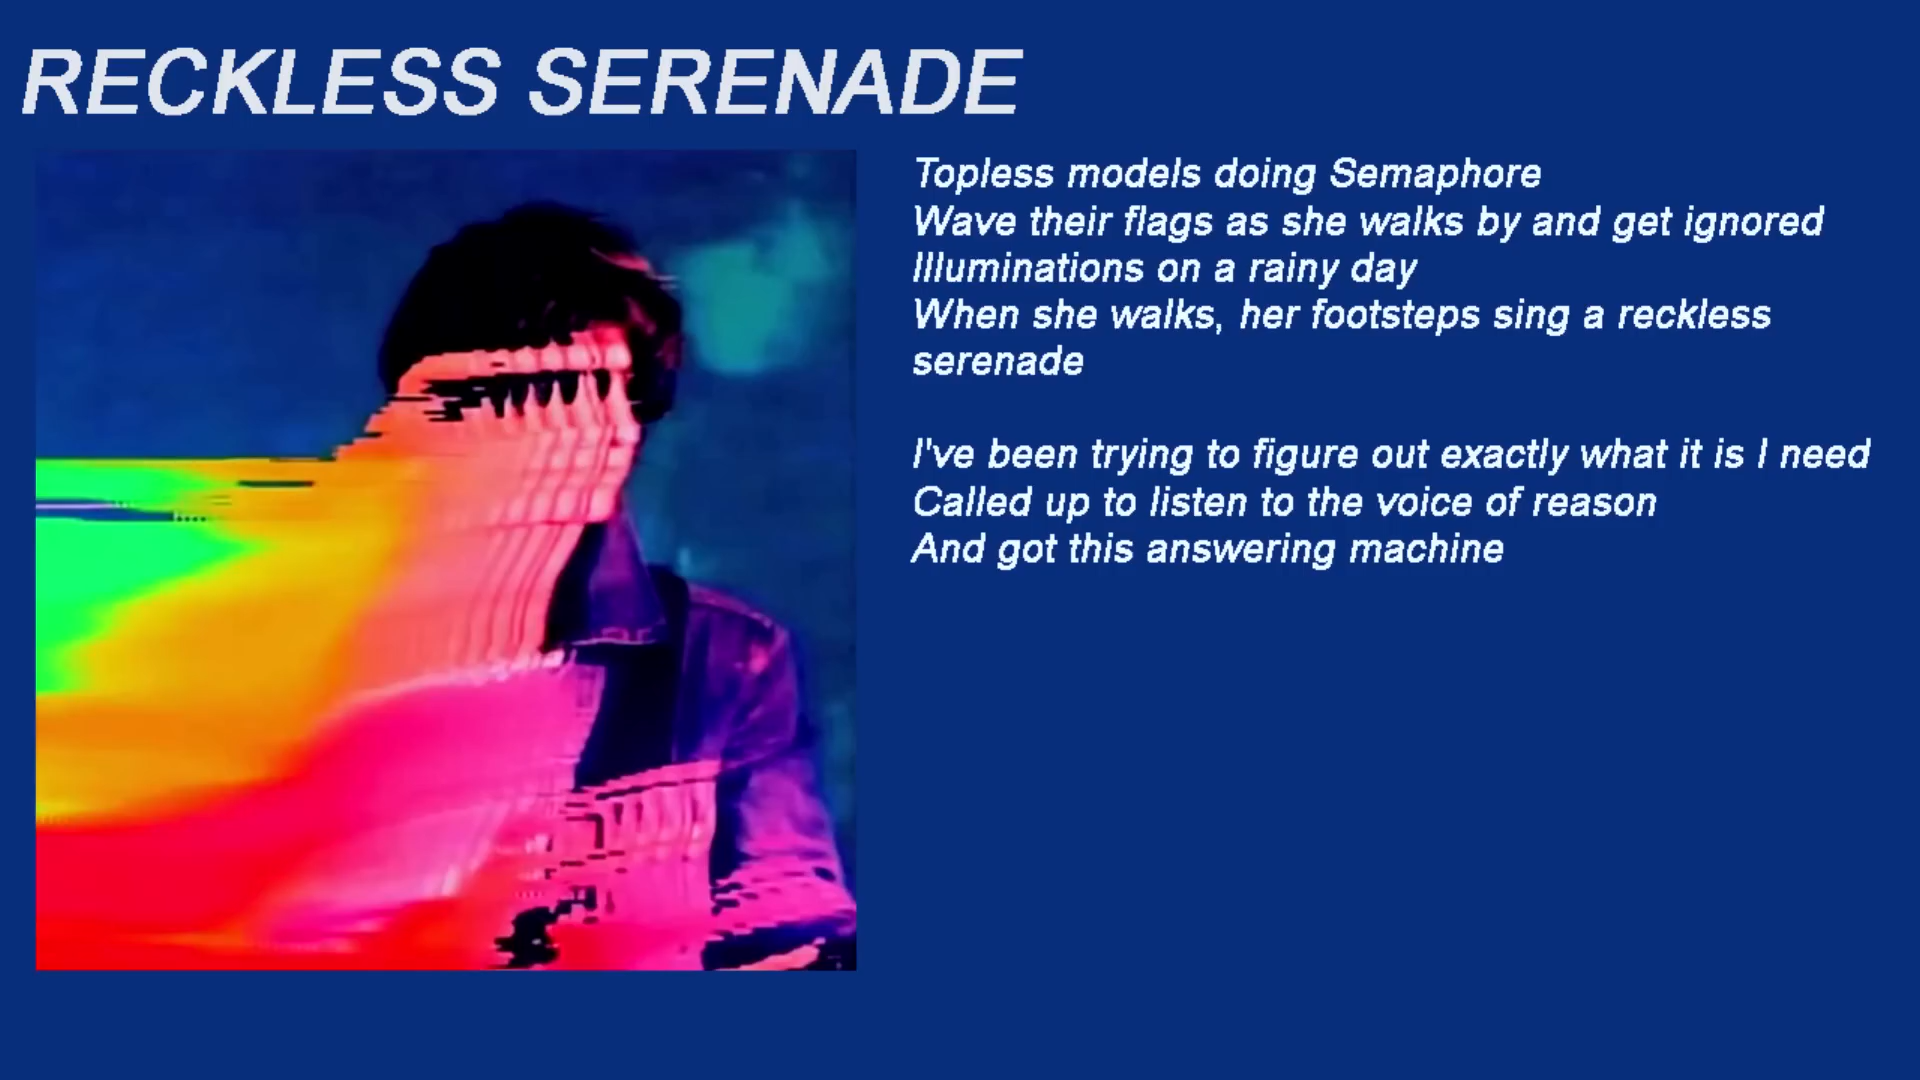 RECKLESS SERENADE
Topless models doing Semaphore
Wave their flags as she walks by and get ignored
Illuminations on a rainy day
When she walks, her footsteps sing a reckless
serenade
I've been trying to figure out exactly what it is I need
Called up to listen to the voice of reason
And got this answering machine